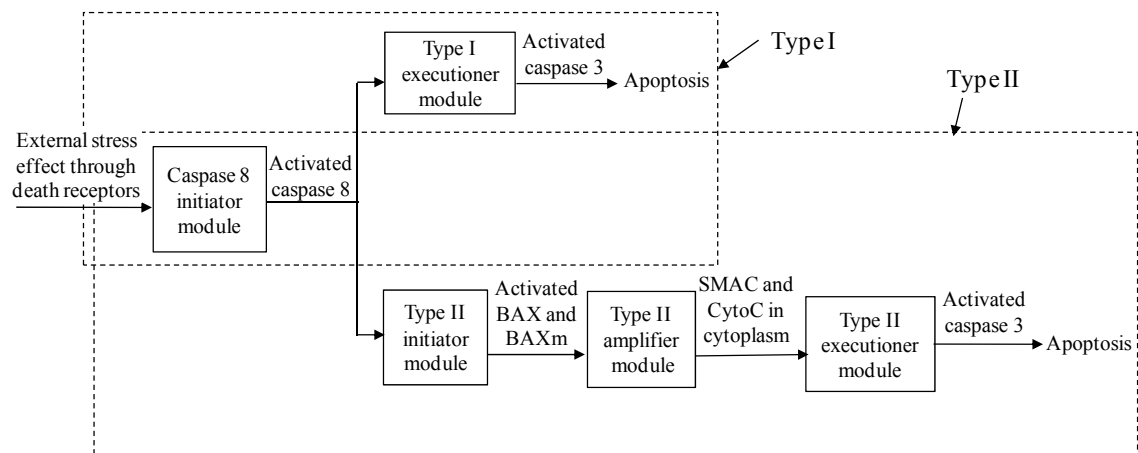 Type I
executioner
module
Activated
caspase 3
Apoptosis
Type I
Type II
External stress
effect through
death receptors
Caspase 8
initiator
module
Activated
caspase 8
Type II
initiator
module
Activated
BAX and
BAXm
Type II
amplifier
module
SMAC and
CytoC in
cytoplasm
Type II
executioner
module
Activated
caspase 3
Apoptosis